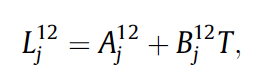 $L_j^{12} = A_j^{12} + B_j^{12} T,$